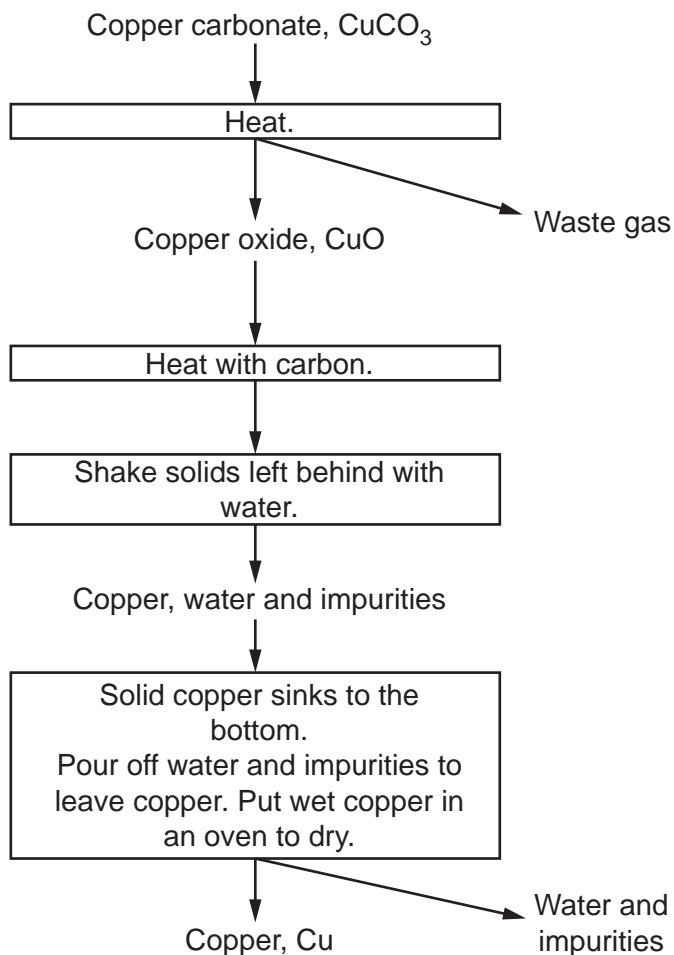 Copper carbonate, CuCO₃
Heat.
Waste gas
Copper oxide, CuO
Heat with carbon.
Shake solids left behind with
water.
Copper, water and impurities
Solid copper sinks to the
bottom.
Pour off water and impurities to
leave copper. Put wet copper in
an oven to dry.
Water and
impurities
Copper, Cu